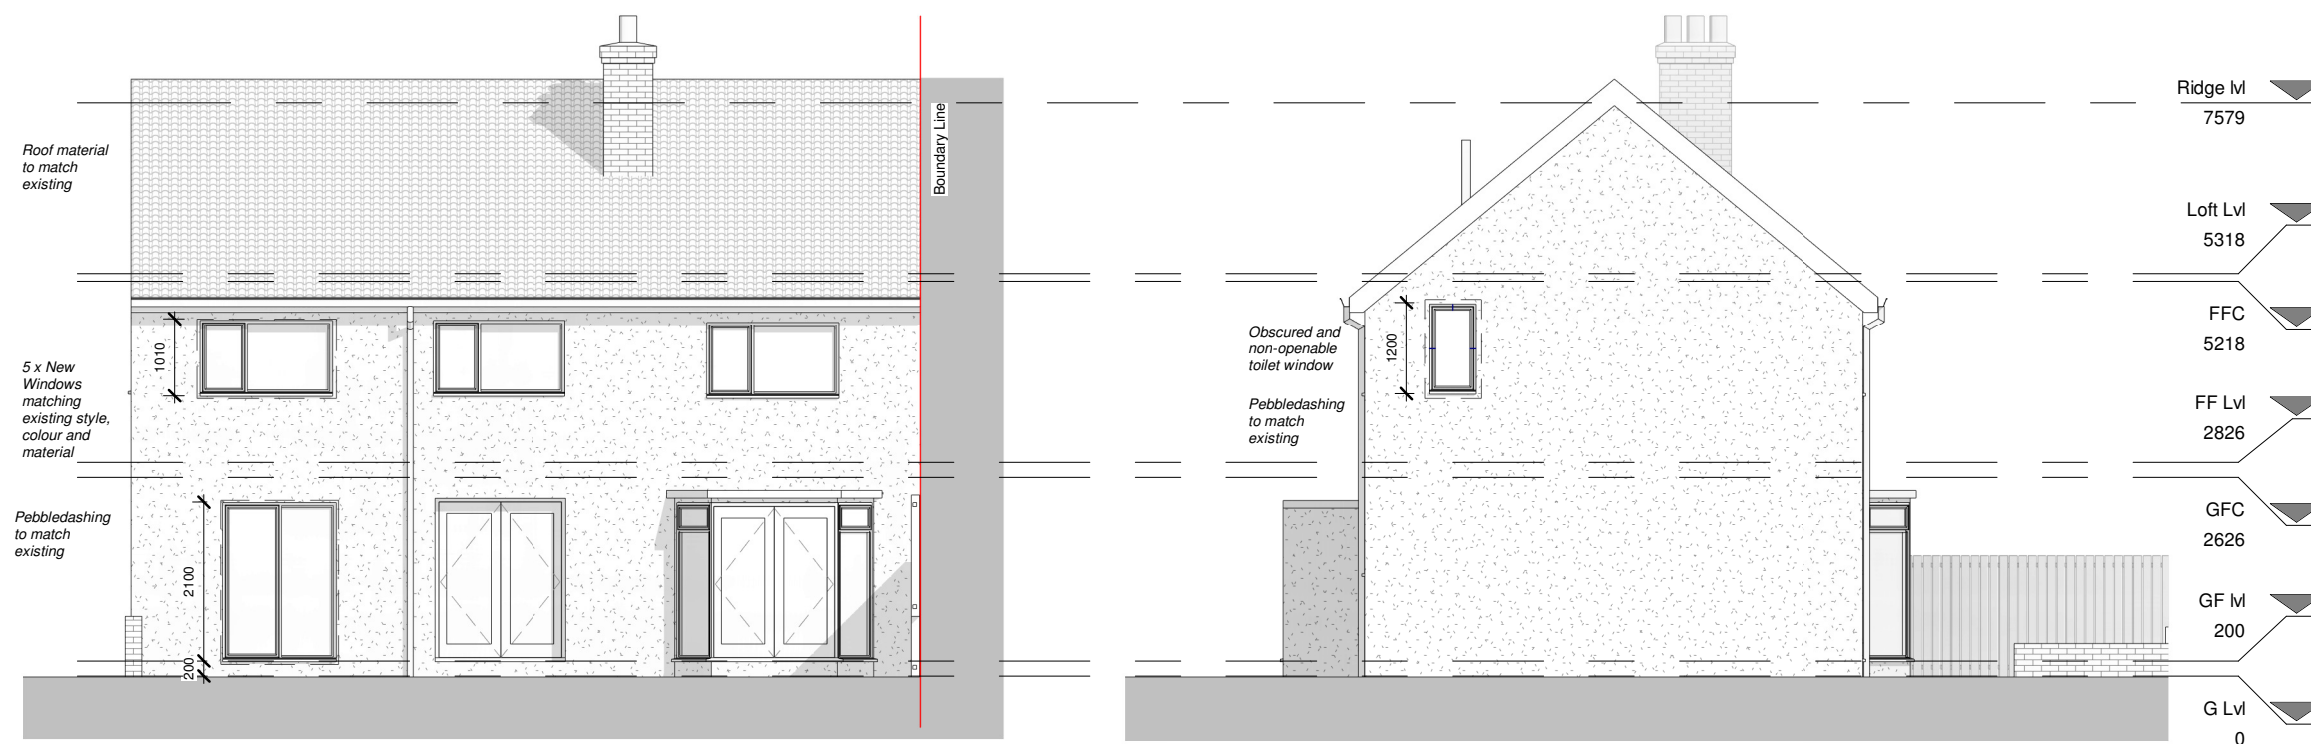 Roof material
to match
existing
Boundary Line
1010
5 x New
Windows
matching
existing style,
colour and
material
Pebbledashing
to match
existing
2100
200
Obscured and
non-openable
toilet window
1200
Pebbledashing
to match
existing
Ridge lvl
7579
Loft Lvl
5318
FFC
5218
FF Lvl
2826
GFC
2626
GF lvl
200
G Lvl
0